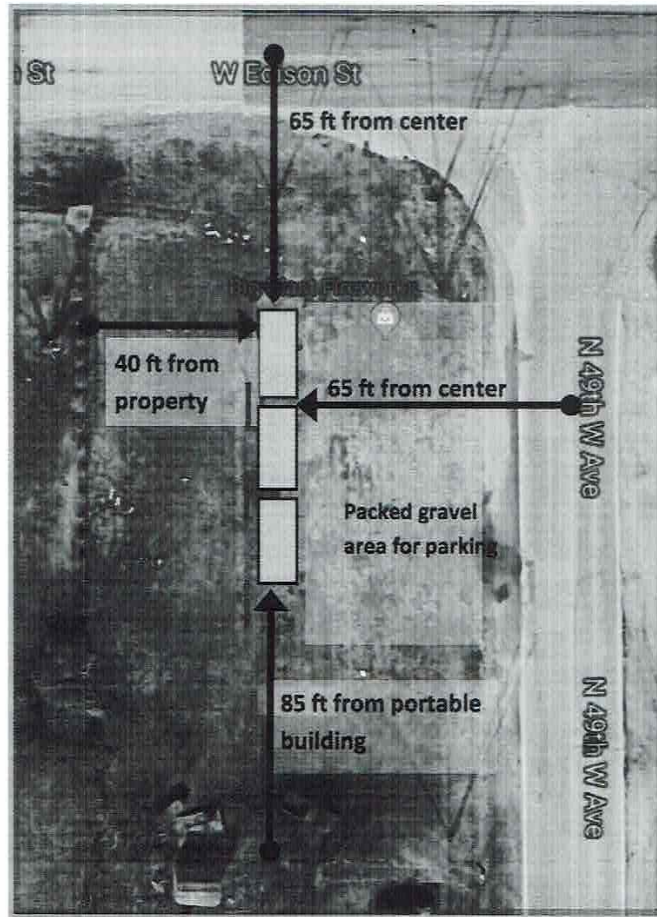 St
W Edison St
65 ft from center
Fireworks
40 ft from
property
65 ft from center
N 49th W Ave
Packed gravel
area for parking
85 ft from portable
building
N 49th W Ave